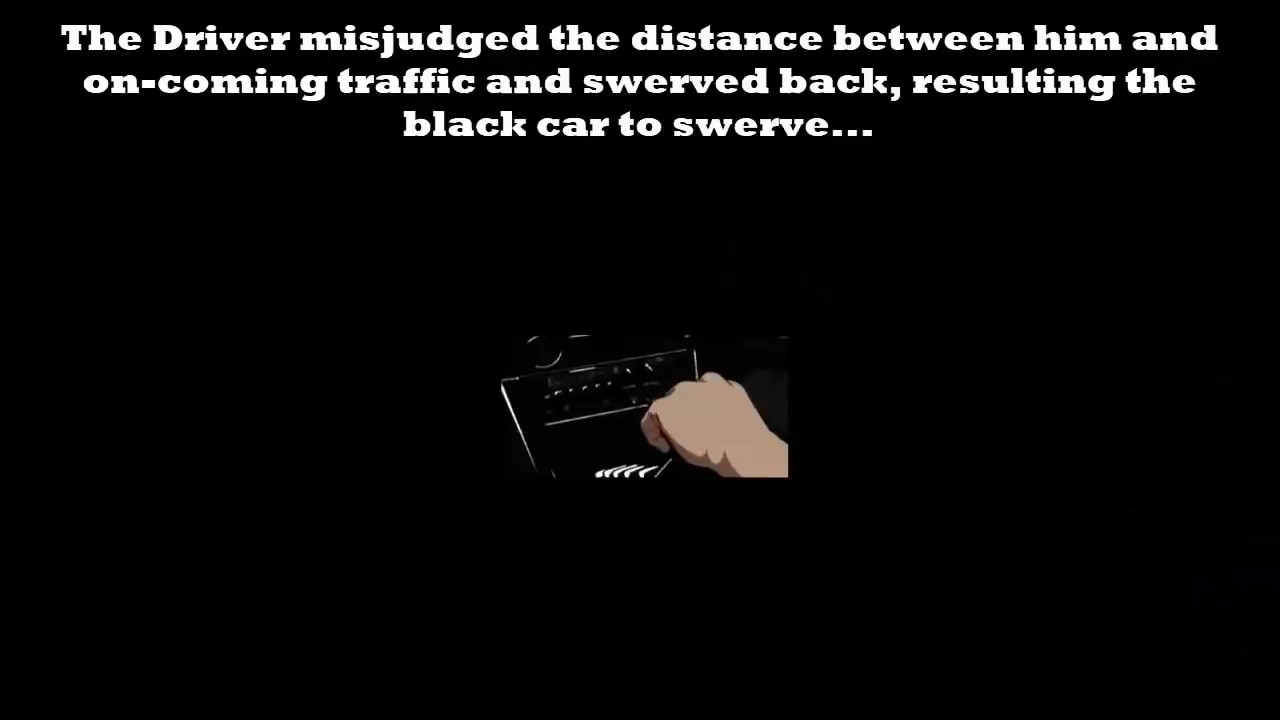 The Driver misjudged the distance between him and
on-coming traffic and swerved back, resulting the
black car to swerve...